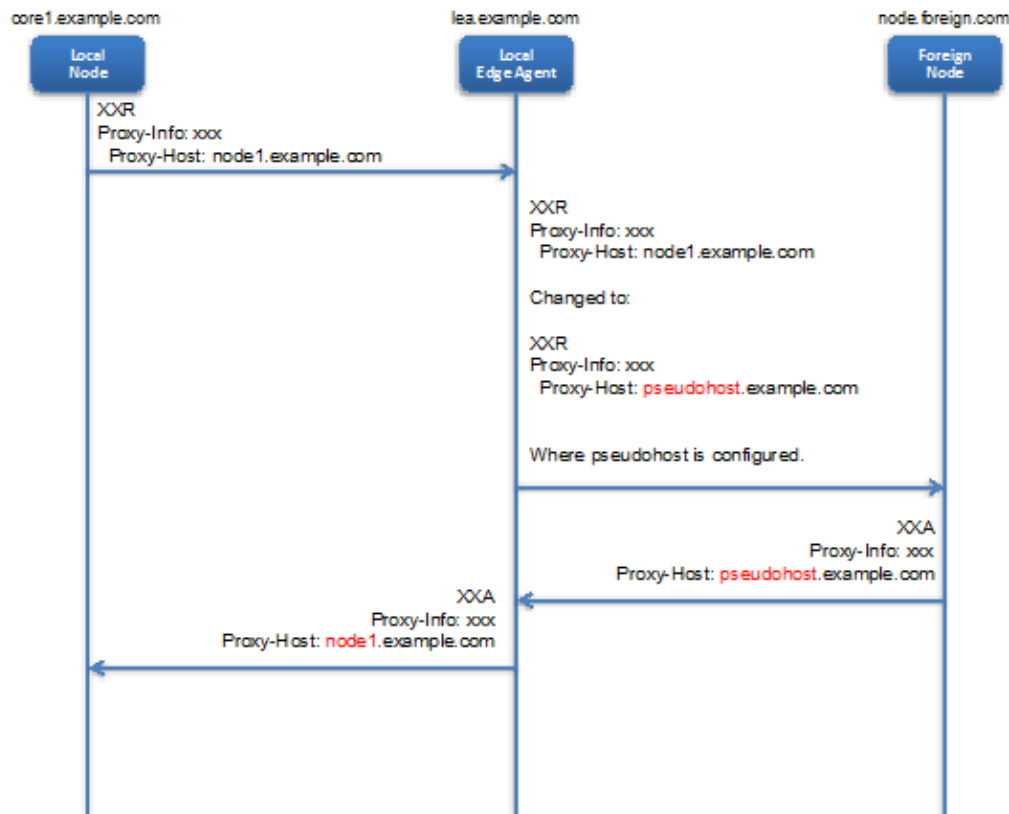 core1.example.com
lea.example.com
node.foreign.com
Local
Node
Local
Edge Agent
Foreign
Node
XXR
Proxy-Info: xxx
Proxy-Host: node1.example.com
XXR
Proxy-Info: xxx
Proxy-Host: node1.example.com
Changed to:
XXR
Proxy-Info: xxx
Proxy-Host: pseudohost.example.com
Where pseudohost is configured.
XXA
Proxy-Info: xxx
Proxy-Host: pseudohost.example.com
XXA
Proxy-Info: xxx
Proxy-Host: node1.example.com